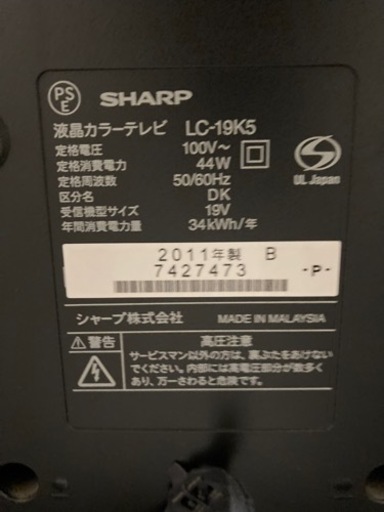 PS
E
SHARP
液晶カラーテレビ LC-19K5
定格電圧 100V～
定格消費電力 44W
定格周波数 50/60Hz
区分名 DK
受信機型サイズ 19V
年間消費電力量 34kWh/年
UL Japan
2011年製 B
7427473 -P-
シャープ株式会社 MADE IN MALAYSIA
警告 高圧注意
サービスマン以外の方は、裏ぶたをあけない
でください。内部には高電圧部分が数多く
あり、万一さわると危険です。